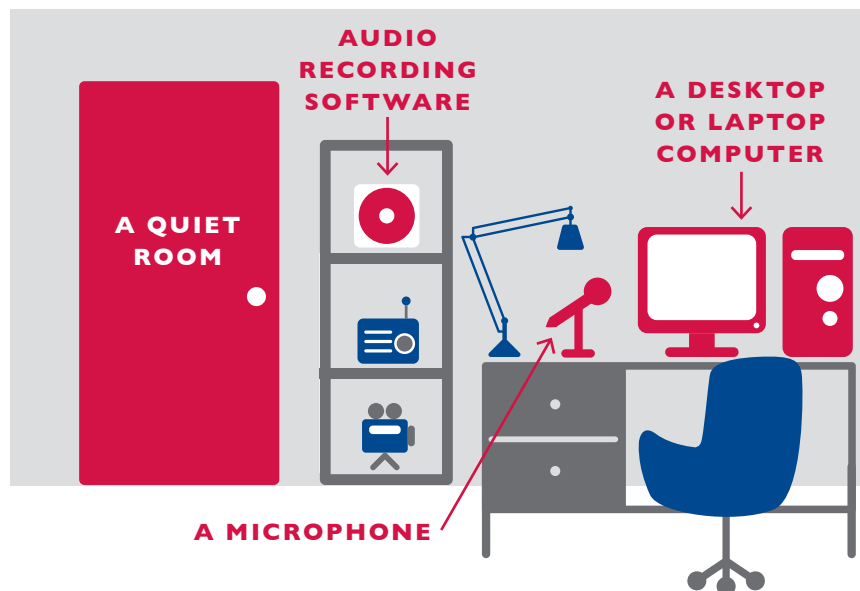 AUDIO
RECORDING
SOFTWARE
A DESKTOP
OR LAPTOP
COMPUTER
A QUIET
ROOM
A MICROPHONE